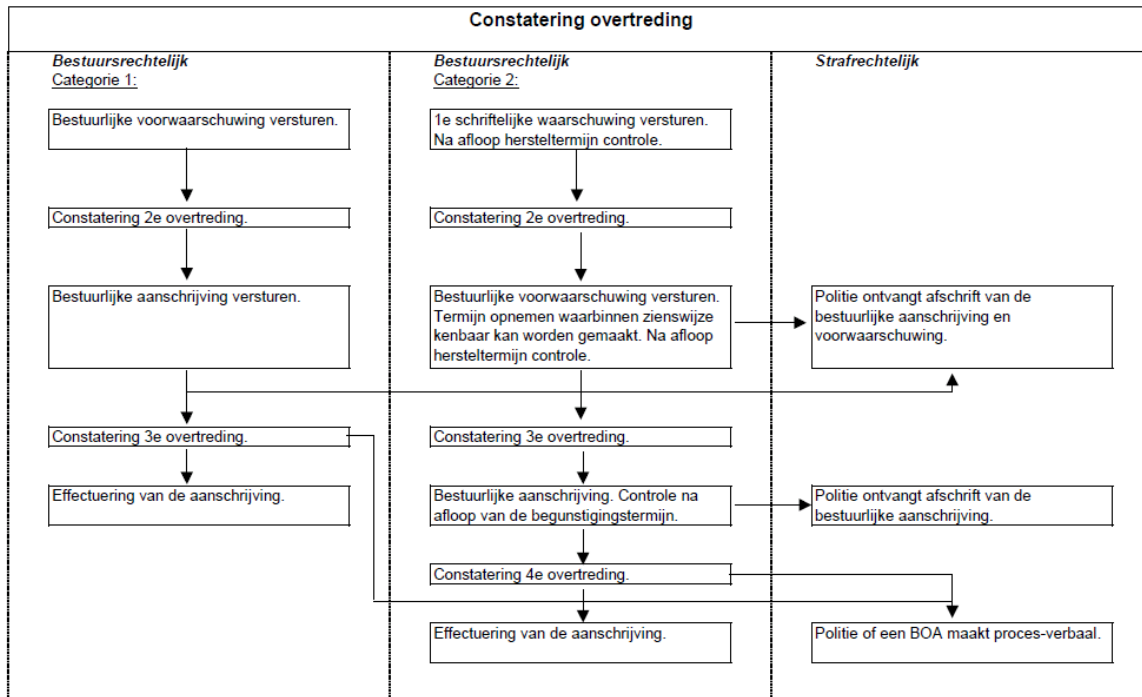 Constatering overtreding
Bestuursrechtelijk
Categorie 1:
Bestuurlijke voorwaarschuwing versturen.
Constatering 2e overtreding.
Bestuurlijke aanschrijving versturen.
Constatering 3e overtreding.
Effectuering van de aanschrijving.
Bestuursrechtelijk
Categorie 2:
1e schriftelijke waarschuwing versturen.
Na afloop hersteltermijn controle.
Constatering 2e overtreding.
Bestuurlijke voorwaarschuwing versturen.
Termijn opnemen waarbinnen zienswijze
kenbaar kan worden gemaakt. Na afloop
hersteltermijn controle.
Constatering 3e overtreding.
Bestuurlijke aanschrijving. Controle na
afloop van de begunstigingstermijn.
Constatering 4e overtreding.
Effectuering van de aanschrijving.
Strafrechtelijk
Politie ontvangt afschrift van de
bestuurlijke aanschrijving en
voorwaarschuwing.
Politie ontvangt afschrift van de
bestuurlijke aanschrijving.
Politie of een BOA maakt proces-verbaal.